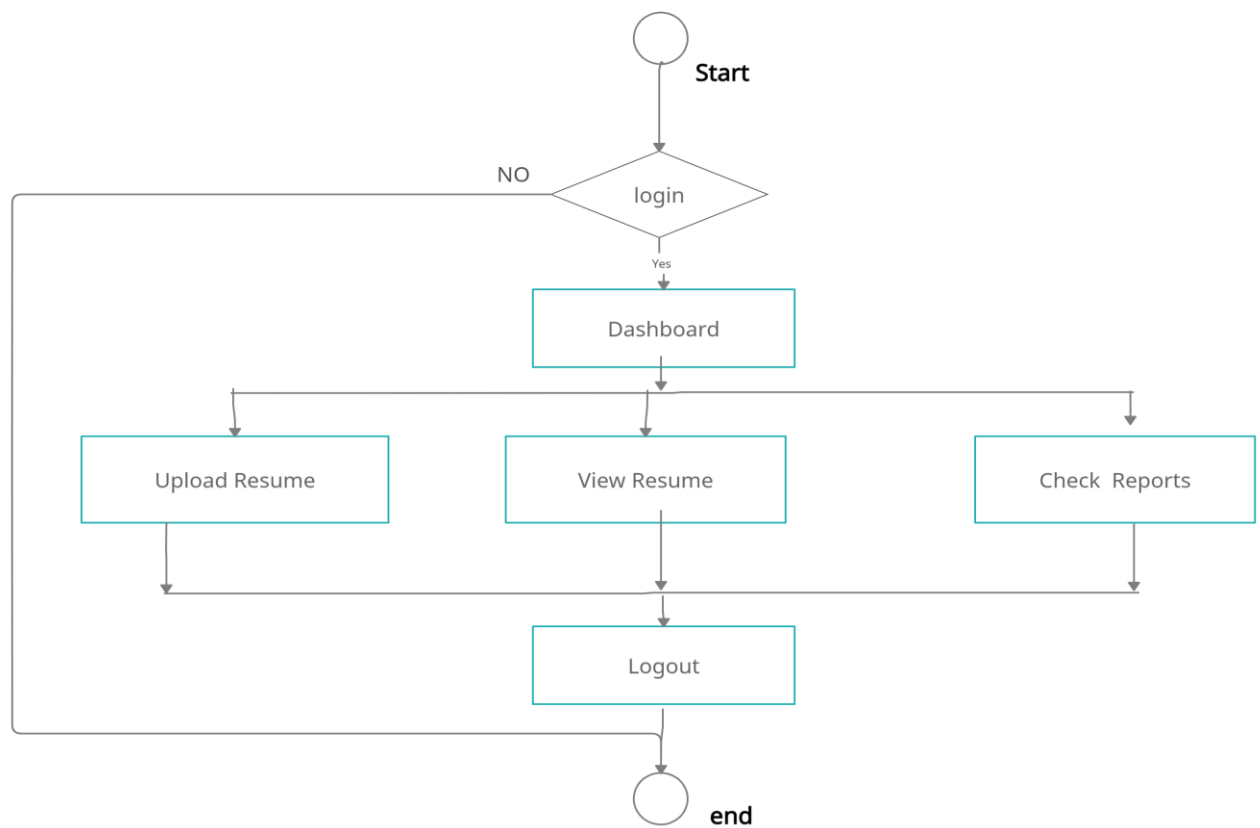 Start
NO
login
Yes
Dashboard
Upload Resume
View Resume
Check  Reports
Logout
end